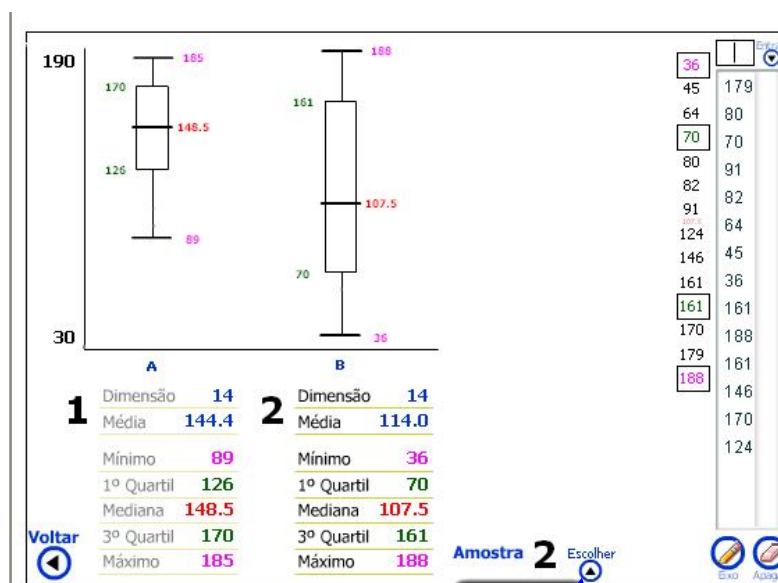 190
30
185
170
148.5
126
89
188
161
107.5
70
36
A
B
1
Dimensão 14
Média 144.4
Mínimo 89
1º Quartil 126
Mediana 148.5
3º Quartil 170
Máximo 185
2
Dimensão 14
Média 114.0
Mínimo 36
1º Quartil 70
Mediana 107.5
3º Quartil 161
Máximo 188
Voltar
Amostra 2 Escolher
36
45
64
70
80
82
91
107.5
124
146
161
161
170
179
188
179
80
70
91
82
64
45
36
161
188
161
146
170
124
Eixo